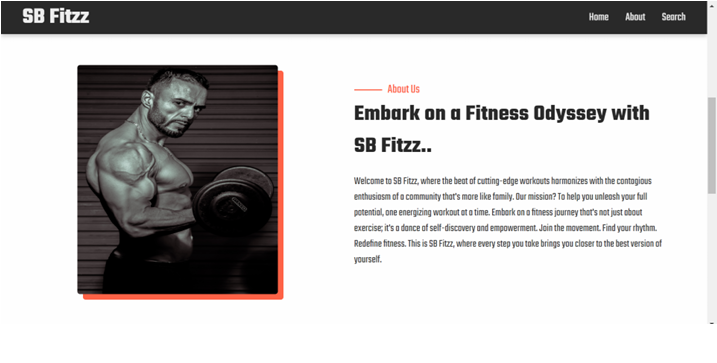 SB Fitzz
Home About Search
About Us
Embark on a Fitness Odyssey with
SB Fitzz..
Welcome to SB Fitzz, where the beat of cutting-edge workouts harmonizes with the contagious
enthusiasm of a community that's more like family. Our mission? To help you unleash your full
potential, one energizing workout at a time. Embark on a fitness journey that's not just about
exercise; it's a dance of self-discovery and empowerment. Join the movement. Find your rhythm.
Redefine fitness. This is SB Fitzz, where every step you take brings you closer to the best version of
yourself.